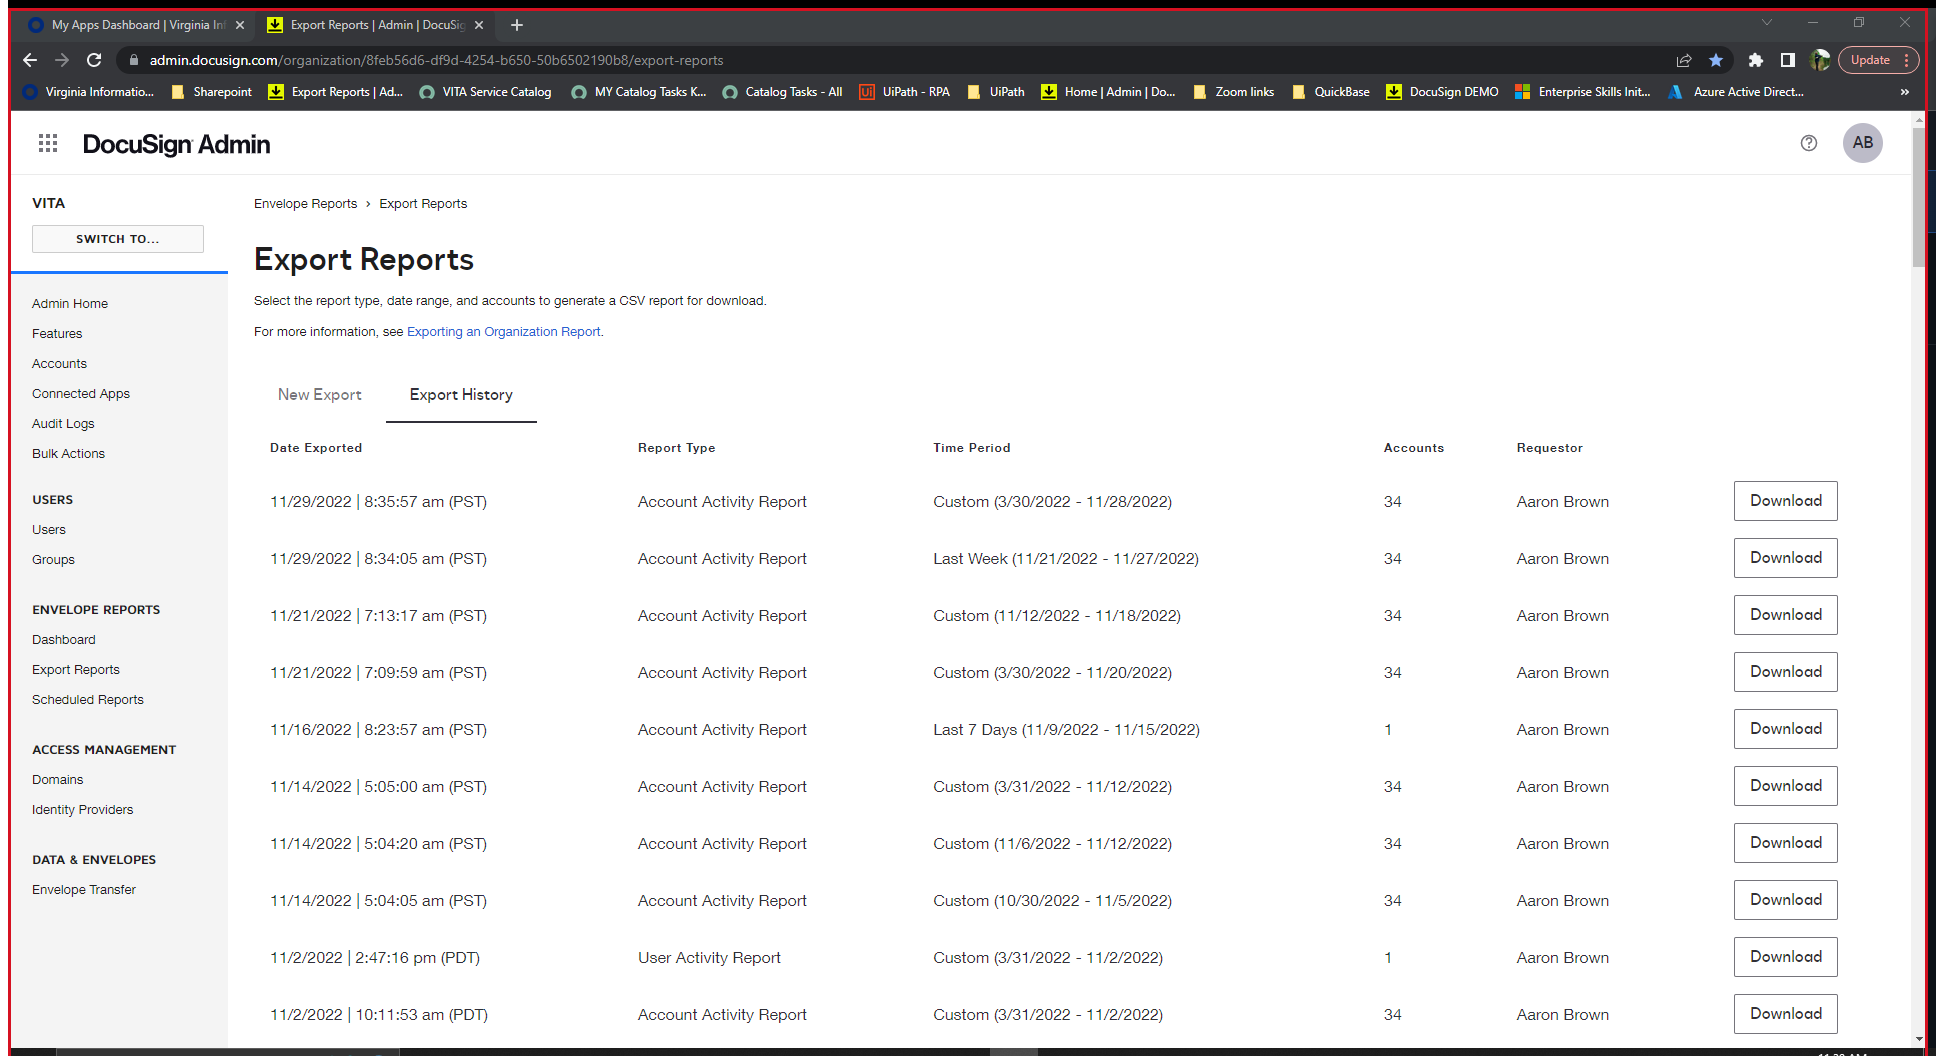 My Apps Dashboard | Virginia Inf
Export Reports | Admin | DocuSig
admin.docusign.com/organization/8feb56d6-df9d-4254-b650-50b6502190b8/export-reports
Update
Virginia Informatio...
Sharepoint
Export Reports | Ad...
VITA Service Catalog
MY Catalog Tasks K...
Catalog Tasks - All
UiPath - RPA
UiPath
Home | Admin | Do...
Zoom links
QuickBase
DocuSign DEMO
Enterprise Skills Init...
Azure Active Direct...
»
DocuSign Admin
AB
VITA
SWITCH TO...
Admin Home
Features
Accounts
Connected Apps
Audit Logs
Bulk Actions
USERS
Users
Groups
ENVELOPE REPORTS
Dashboard
Export Reports
Scheduled Reports
ACCESS MANAGEMENT
Domains
Identity Providers
DATA & ENVELOPES
Envelope Transfer
Envelope Reports › Export Reports
Export Reports
Select the report type, date range, and accounts to generate a CSV report for download.
For more information, see Exporting an Organization Report.
New Export Export History
Date Exported Report Type Time Period Accounts Requestor
11/29/2022 | 8:35:57 am (PST) Account Activity Report Custom (3/30/2022 - 11/28/2022) 34 Aaron Brown Download
11/29/2022 | 8:34:05 am (PST) Account Activity Report Last Week (11/21/2022 - 11/27/2022) 34 Aaron Brown Download
11/21/2022 | 7:13:17 am (PST) Account Activity Report Custom (11/12/2022 - 11/18/2022) 34 Aaron Brown Download
11/21/2022 | 7:09:59 am (PST) Account Activity Report Custom (3/30/2022 - 11/20/2022) 34 Aaron Brown Download
11/16/2022 | 8:23:57 am (PST) Account Activity Report Last 7 Days (11/9/2022 - 11/15/2022) 1 Aaron Brown Download
11/14/2022 | 5:05:00 am (PST) Account Activity Report Custom (3/31/2022 - 11/12/2022) 34 Aaron Brown Download
11/14/2022 | 5:04:20 am (PST) Account Activity Report Custom (11/6/2022 - 11/12/2022) 34 Aaron Brown Download
11/14/2022 | 5:04:05 am (PST) Account Activity Report Custom (10/30/2022 - 11/5/2022) 34 Aaron Brown Download
11/2/2022 | 2:47:16 pm (PDT) User Activity Report Custom (3/31/2022 - 11/2/2022) 1 Aaron Brown Download
11/2/2022 | 10:11:53 am (PDT) Account Activity Report Custom (3/31/2022 - 11/2/2022) 34 Aaron Brown Download